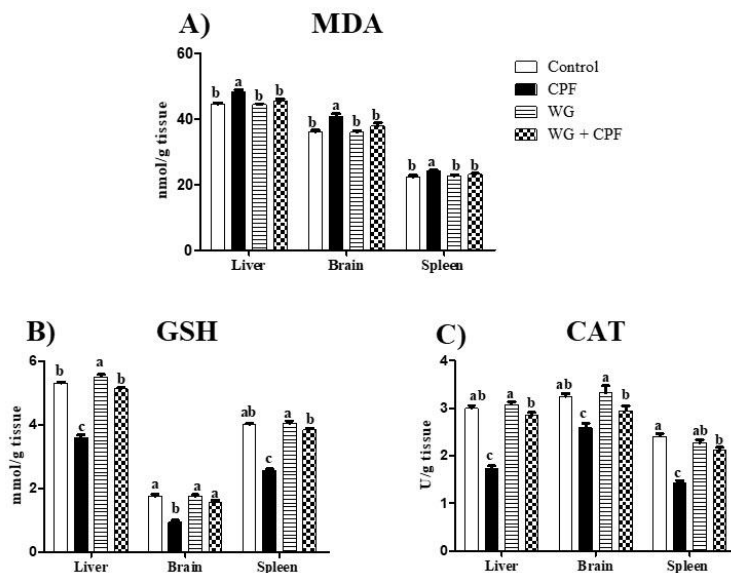 A) MDA
60
40
20
0
nmol/g tissue
b a b b
b a b b
b a b b
Liver Brain Spleen
Control
CPF
WG
WG + CPF
B) GSH
6
4
2
0
mmol/g tissue
b c a b
a b a a
ab c a b
Liver Brain Spleen
C) CAT
4
3
2
1
0
U/g tissue
ab c a b
ab c a b
a c ab b
Liver Brain Spleen